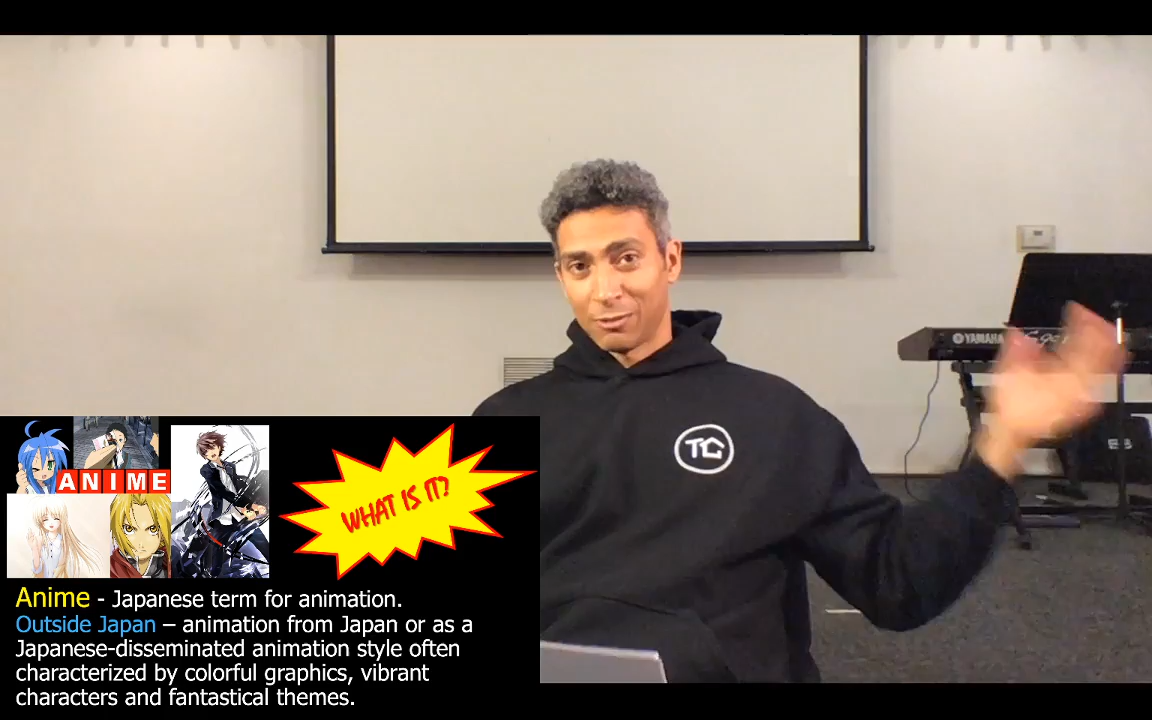 YAMAHA
TG
ANIME
WHAT IS IT?
Anime - Japanese term for animation.
Outside Japan – animation from Japan or as a
Japanese-disseminated animation style often
characterized by colorful graphics, vibrant
characters and fantastical themes.